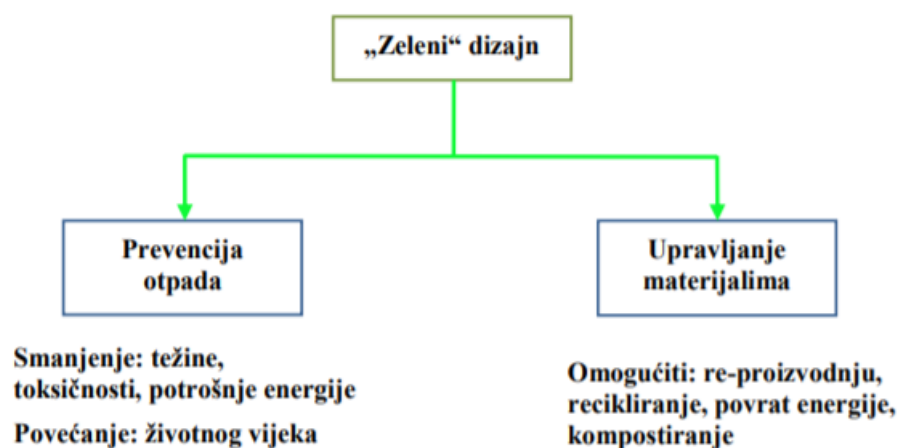 „Zeleni“ dizajn
Prevencija
otpada
Upravljanje
materijalima
Smanjenje: težine,
toksičnosti, potrošnje energije
Povećanje: životnog vijeka
Omogućiti: re-proizvodnju,
recikliranje, povrat energije,
kompostiranje